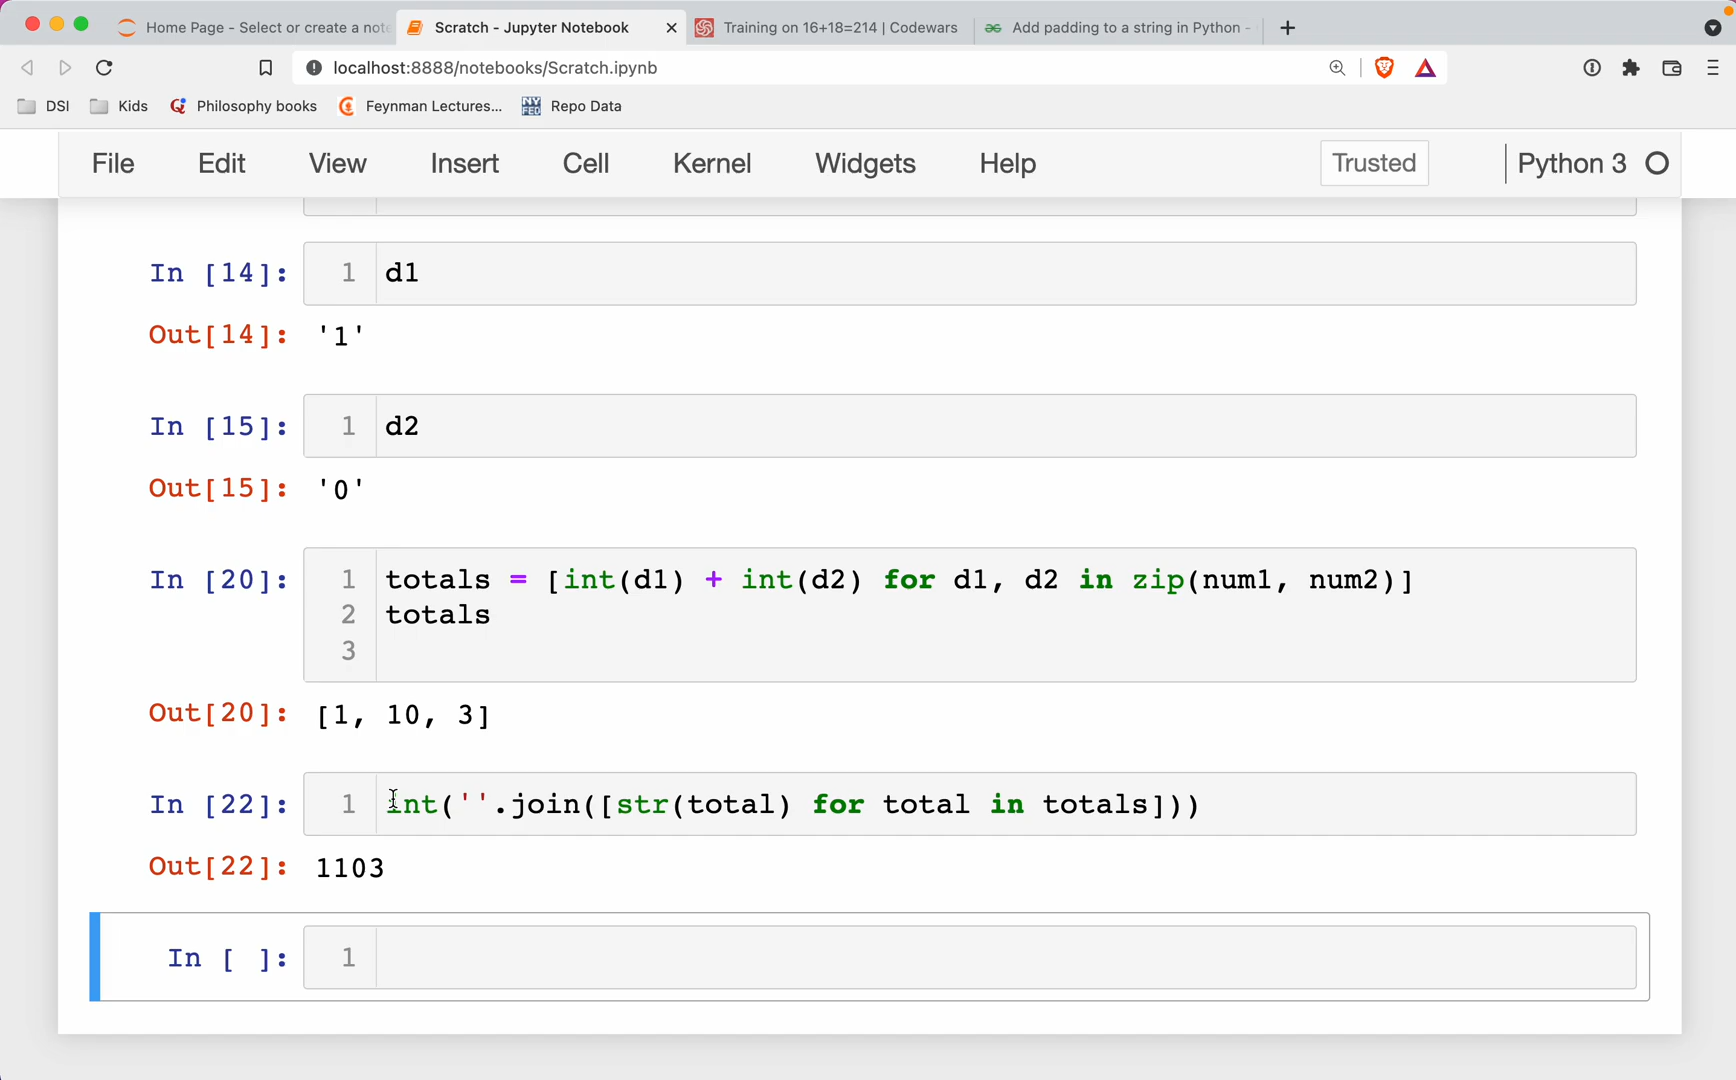 Home Page - Select or create a note
Scratch - Jupyter Notebook
Training on 16+18=214 | Codewars
Add padding to a string in Python -
localhost:8888/notebooks/Scratch.ipynb
DSI
Kids
Philosophy books
Feynman Lectures...
NY FED
Repo Data
File
Edit
View
Insert
Cell
Kernel
Widgets
Help
Trusted
Python 3
In [14]:
1 d1
Out[14]: '1'
In [15]:
1 d2
Out[15]: '0'
In [20]:
1 totals = [int(d1) + int(d2) for d1, d2 in zip(num1, num2)]
2 totals
3
Out[20]: [1, 10, 3]
In [22]:
1 int(''.join([str(total) for total in totals]))
Out[22]: 1103
In [ ]:
1